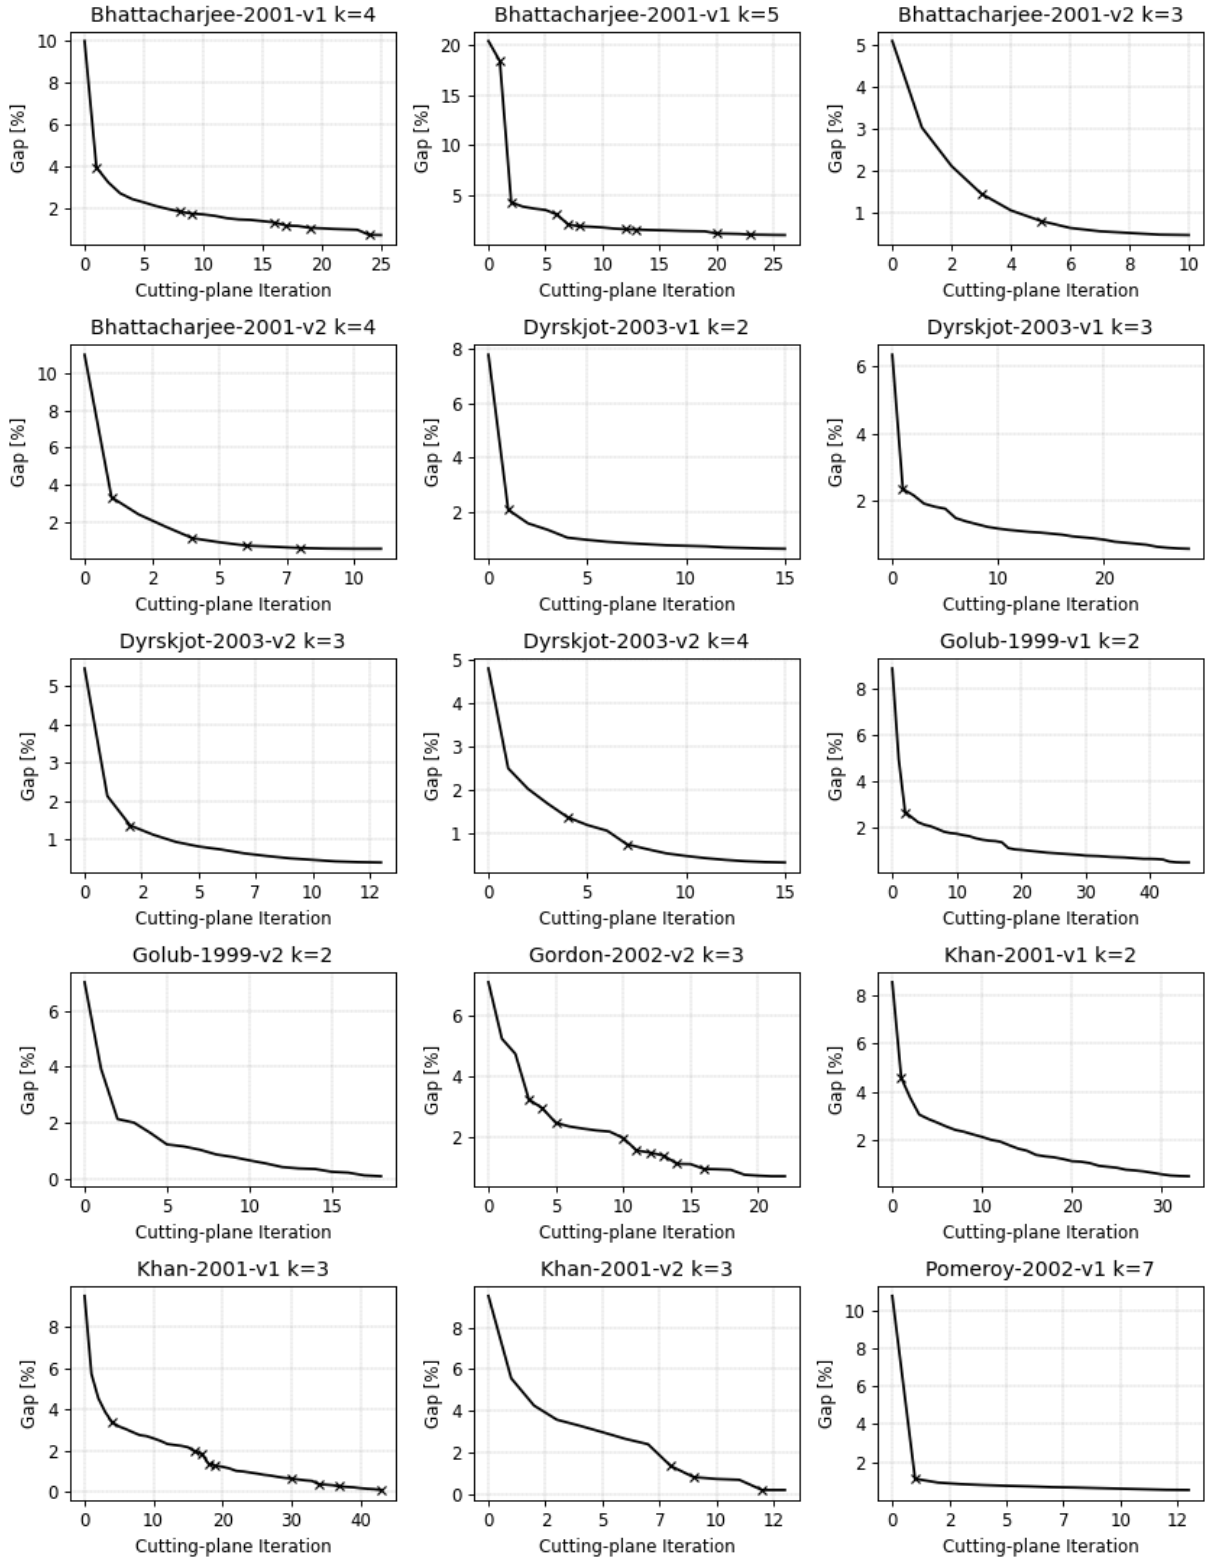 Bhattacharjee-2001-v1 k=4
Gap [%]
10
8
6
4
2
0 5 10 15 20 25
Cutting-plane Iteration
Bhattacharjee-2001-v1 k=5
Gap [%]
20
15
10
5
0 5 10 15 20 25
Cutting-plane Iteration
Bhattacharjee-2001-v2 k=3
Gap [%]
5
4
3
2
1
0 2 4 6 8 10
Cutting-plane Iteration
Bhattacharjee-2001-v2 k=4
Gap [%]
10
8
6
4
2
0 2 5 7 10
Cutting-plane Iteration
Dyrskjot-2003-v1 k=2
Gap [%]
8
6
4
2
0 5 10 15
Cutting-plane Iteration
Dyrskjot-2003-v1 k=3
Gap [%]
6
4
2
0 10 20
Cutting-plane Iteration
Dyrskjot-2003-v2 k=3
Gap [%]
5
4
3
2
1
0 2 5 7 10 12
Cutting-plane Iteration
Dyrskjot-2003-v2 k=4
Gap [%]
5
4
3
2
1
0 5 10 15
Cutting-plane Iteration
Golub-1999-v1 k=2
Gap [%]
8
6
4
2
0 10 20 30 40
Cutting-plane Iteration
Golub-1999-v2 k=2
Gap [%]
6
4
2
0
0 5 10 15
Cutting-plane Iteration
Gordon-2002-v2 k=3
Gap [%]
6
4
2
0 5 10 15 20
Cutting-plane Iteration
Khan-2001-v1 k=2
Gap [%]
8
6
4
2
0 10 20 30
Cutting-plane Iteration
Khan-2001-v1 k=3
Gap [%]
8
6
4
2
0
0 10 20 30 40
Cutting-plane Iteration
Khan-2001-v2 k=3
Gap [%]
8
6
4
2
0
0 2 5 7 10 12
Cutting-plane Iteration
Pomeroy-2002-v1 k=7
Gap [%]
10
8
6
4
2
0 2 5 7 10 12
Cutting-plane Iteration